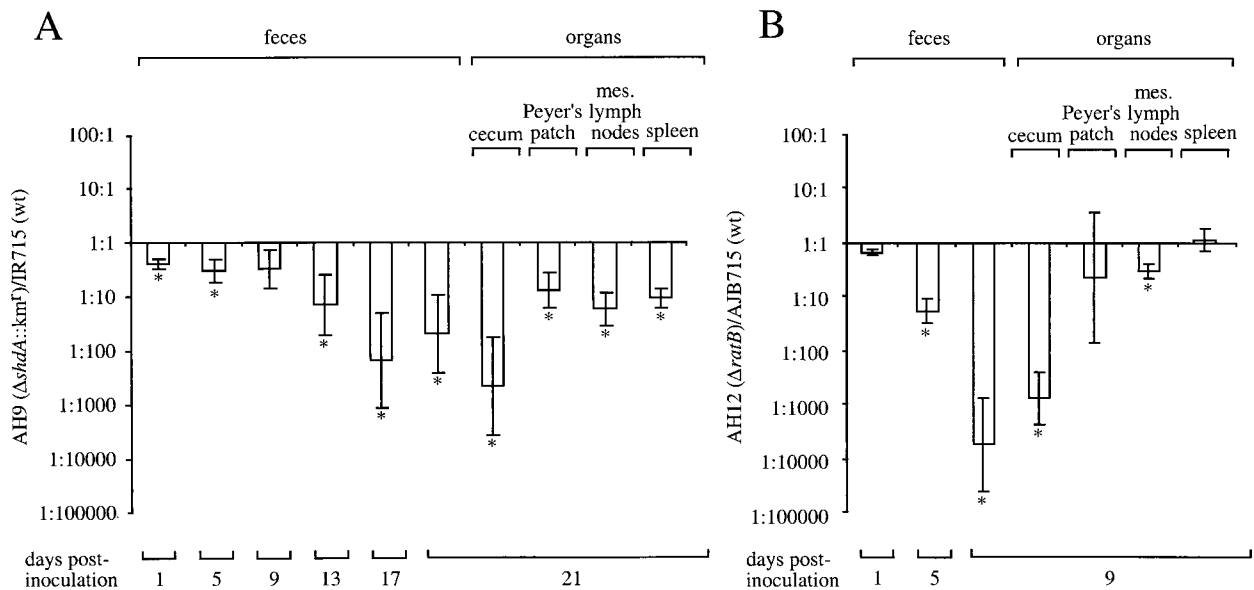 A
feces
organs
mes.
Peyer's lymph
cecum patch nodes spleen
100:1
10:1
1:1
1:10
1:100
1:1000
1:10000
1:100000
AH9 (ΔshdA::kmʳ)/IR715 (wt)
* * * * * * * * * *
days post-
inoculation 1 5 9 13 17 21
B
feces
organs
mes.
Peyer's lymph
cecum patch nodes spleen
100:1
10:1
1:1
1:10
1:100
1:1000
1:10000
1:100000
AH12 (ΔratB)/AJB715 (wt)
* * * *
days post-
inoculation 1 5 9